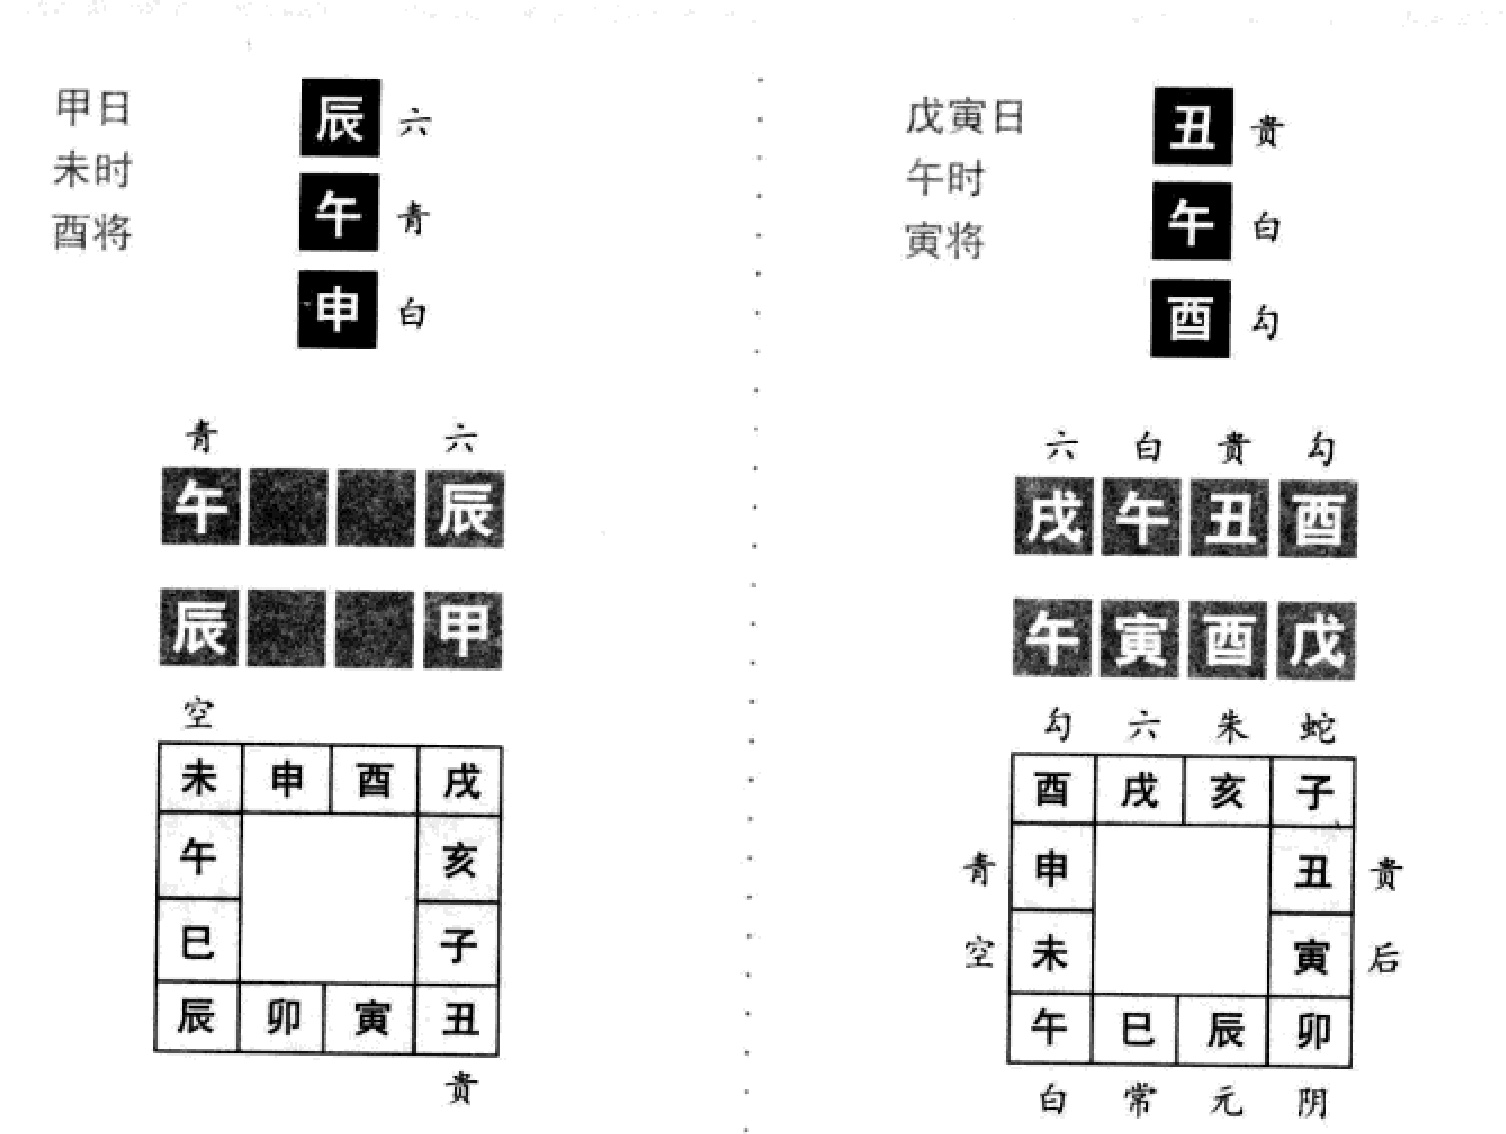 甲日
未时
酉将
辰 六
午 青
申 白
青 六
午 辰
辰 甲
空
未 申 酉 戌
午 亥
巳 子
辰 卯 寅 丑
贵
戊寅日
午时
寅将
丑 贵
午 白
酉 勾
六 白 贵 勾
戌 午 丑 酉
午 寅 酉 戊
勾 六 朱 蛇
酉 戌 亥 子
青 申 丑 贵
空 未 寅 后
午 巳 辰 卯
白 常 元 阴